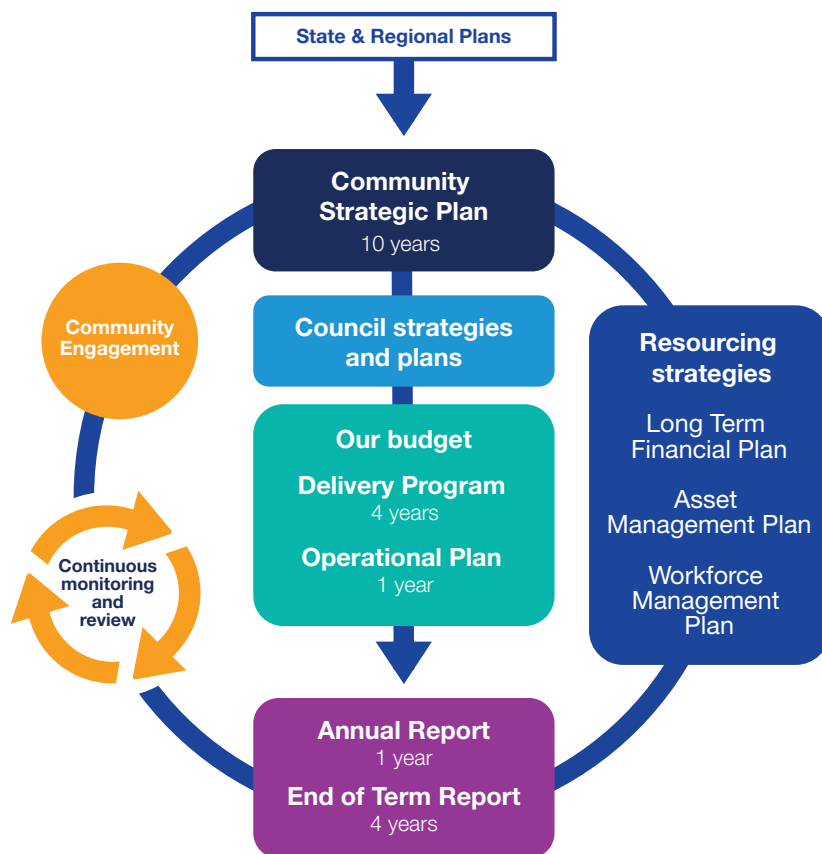 State & Regional Plans
Community
Strategic Plan
10 years
Community
Engagement
Council strategies
and plans
Resourcing
strategies
Long Term
Financial Plan
Asset
Management Plan
Workforce
Management
Plan
Our budget
Delivery Program
4 years
Operational Plan
1 year
Continuous
monitoring
and
review
Annual Report
1 year
End of Term Report
4 years